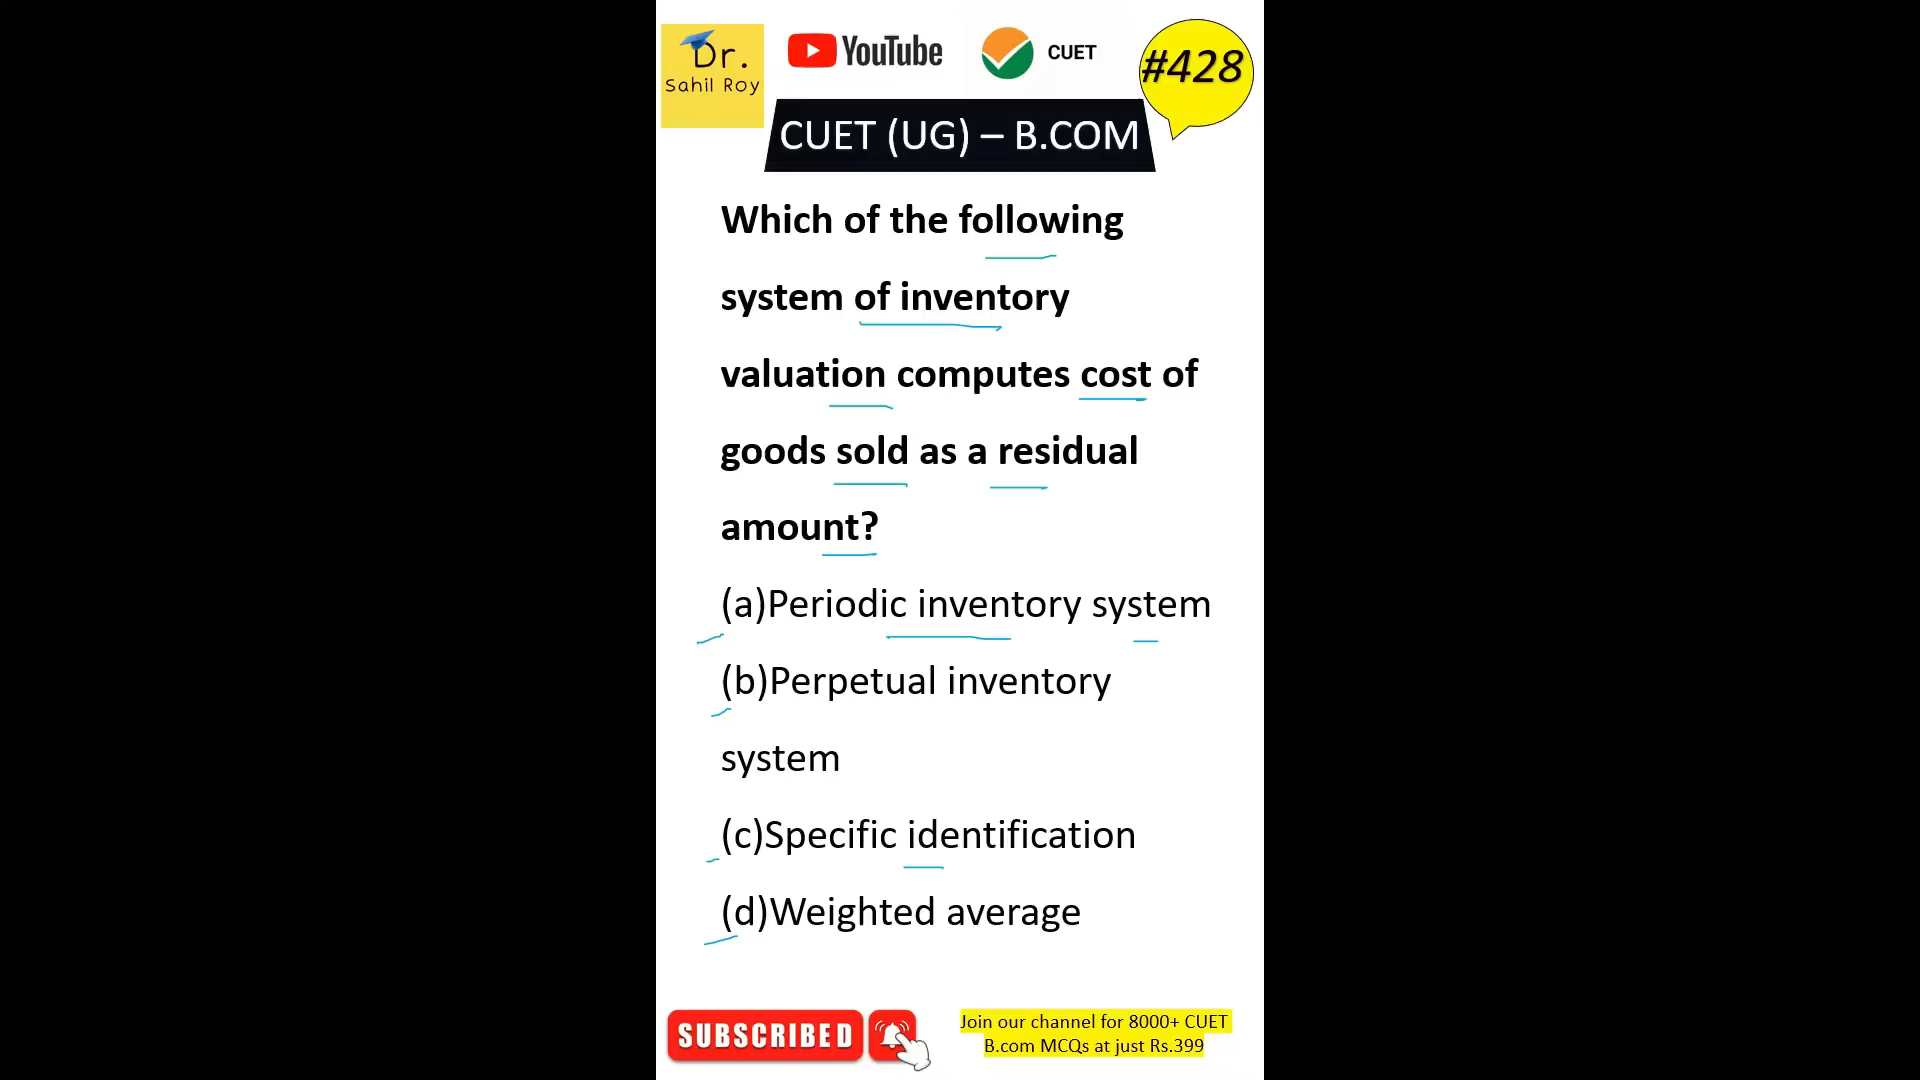 Dr.
Sahil Roy
YouTube
CUET
#428
CUET (UG) – B.COM
Which of the following
system of inventory
valuation computes cost of
goods sold as a residual
amount?
(a)Periodic inventory system
(b)Perpetual inventory
system
(c)Specific identification
(d)Weighted average
SUBSCRIBED
Join our channel for 8000+ CUET
B.com MCQs at just Rs.399